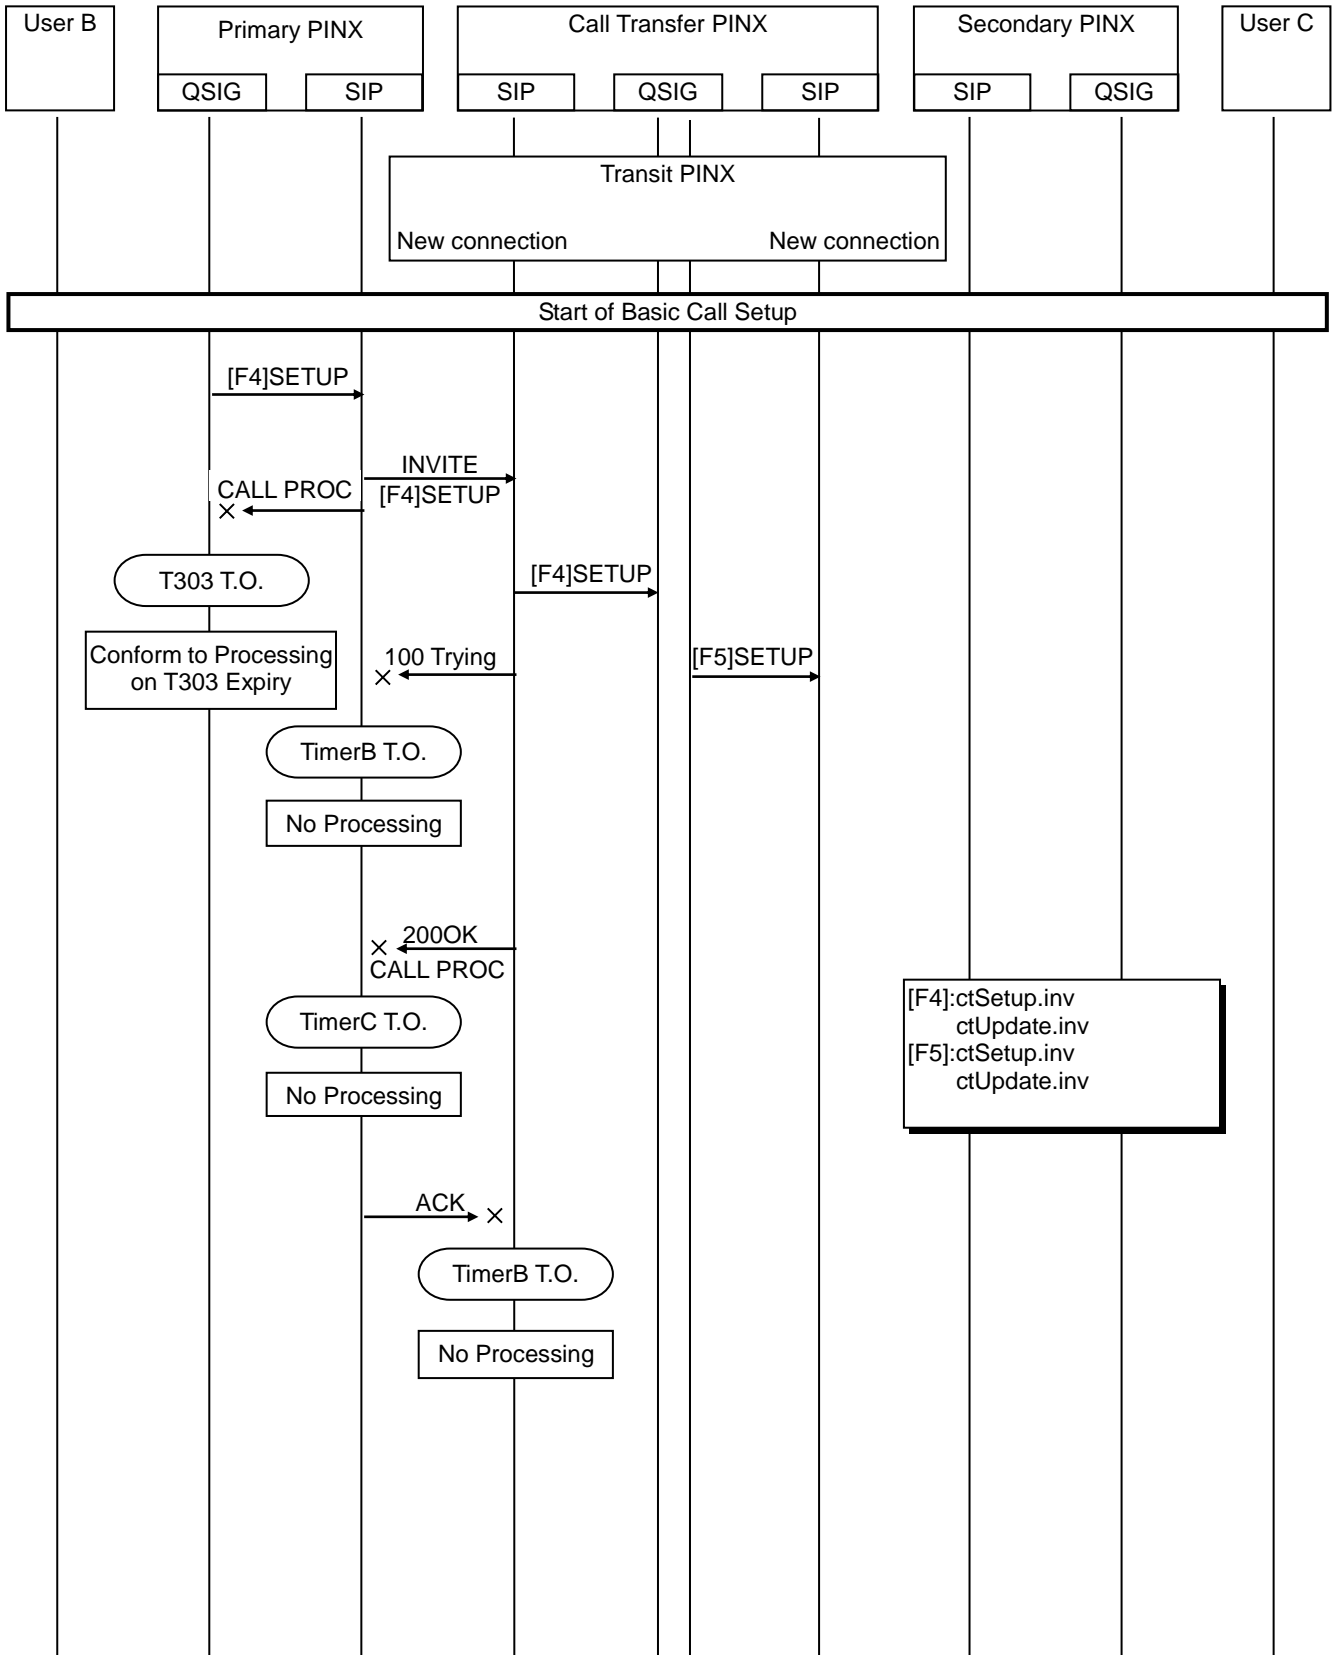 User B
Primary PINX
Call Transfer PINX
Secondary PINX
User C
QSIG
SIP
SIP
QSIG
SIP
SIP
QSIG
Transit PINX
New connection
New connection
Start of Basic Call Setup
[F4]SETUP
INVITE
[F4]SETUP
CALL PROC
T303 T.O.
[F4]SETUP
Conform to Processing
on T303 Expiry
100 Trying
[F5]SETUP
TimerB T.O.
No Processing
200OK
CALL PROC
TimerC T.O.
[F4]:ctSetup.inv
ctUpdate.inv
[F5]:ctSetup.inv
ctUpdate.inv
No Processing
ACK
TimerB T.O.
No Processing